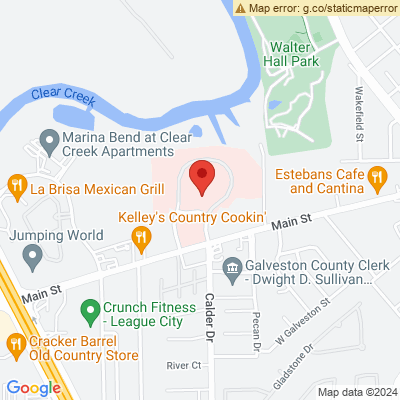 Map error: g.co/staticmaperror
Walter
Hall Park
Clear Creek
Wakefield St
Marina Bend at Clear
Creek Apartments
La Brisa Mexican Grill
Estebans Cafe
and Cantina
Kelley's Country Cookin'
Main St
Jumping World
Galveston County Clerk
- Dwight D. Sullivan...
Main St
Crunch Fitness -
League City
Calder Dr
Pecan Dr
W Galveston St
Cracker Barrel
Old Country Store
River Ct
Gladstone Dr
Google
Map data ©2024